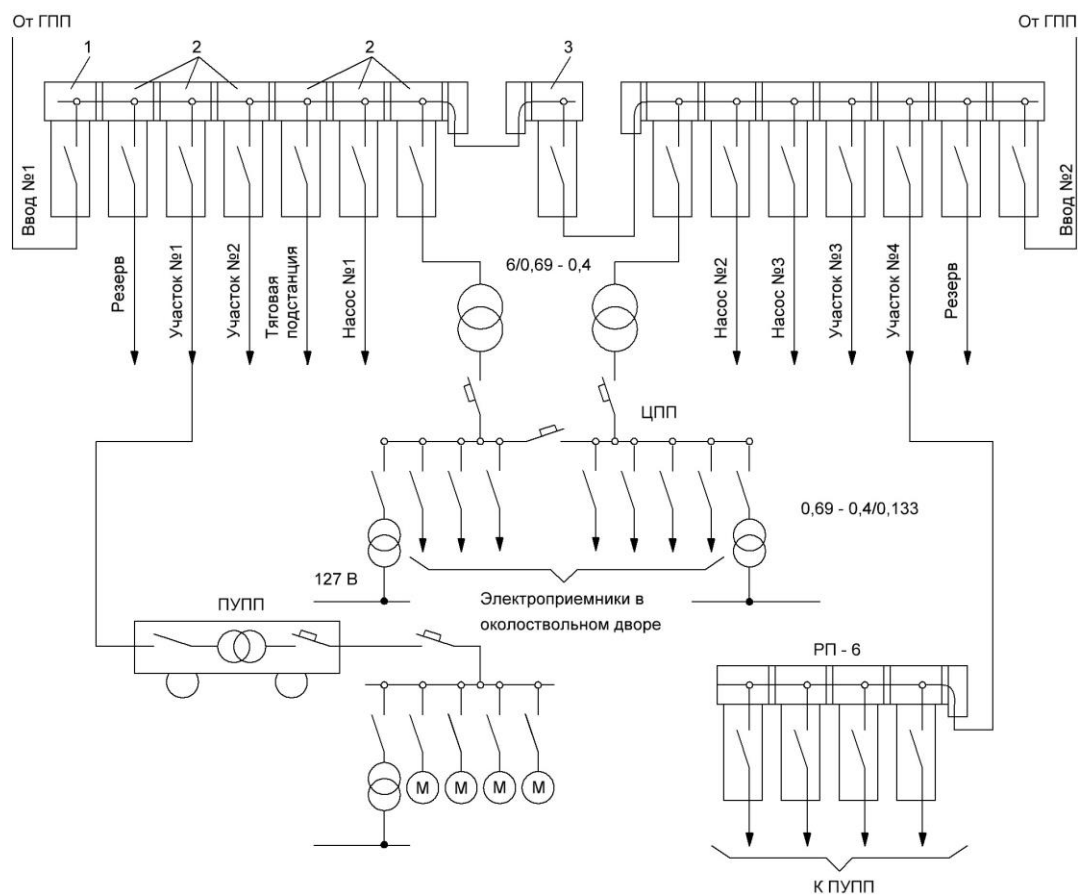 От ГПП
От ГПП
1
2
2
3
Ввод №1
Резерв
Участок №1
Участок №2
Тяговая
подстанция
Насос №1
6/0,69 - 0,4
Насос №2
Насос №3
Участок №3
Участок №4
Резерв
Ввод №2
ЦПП
0,69 - 0,4/0,133
127 В
Электроприемники в
околоствольном дворе
ПУПП
РП - 6
М
М
М
М
К ПУПП